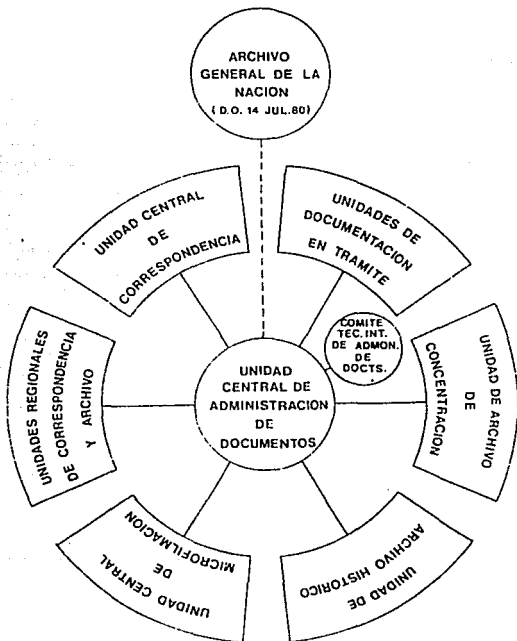 ARCHIVO
GENERAL DE LA
NACION
(D.O. 14 JUL.80)
UNIDAD CENTRAL
DE
CORRESPONDENCIA
UNIDADES DE
DOCUMENTACION
EN TRAMITE
COMITE
TEC. INT.
DE ADMON.
DE
DOCTS.
UNIDADES REGIONALES
DE CORRESPONDENCIA
Y ARCHIVO
UNIDAD
CENTRAL DE
ADMINISTRACION
DE
DOCUMENTOS
UNIDAD DE ARCHIVO
DE
CONCENTRACION
UNIDAD CENTRAL
DE
MICROFILMACION
UNIDAD DE
ARCHIVO HISTORICO